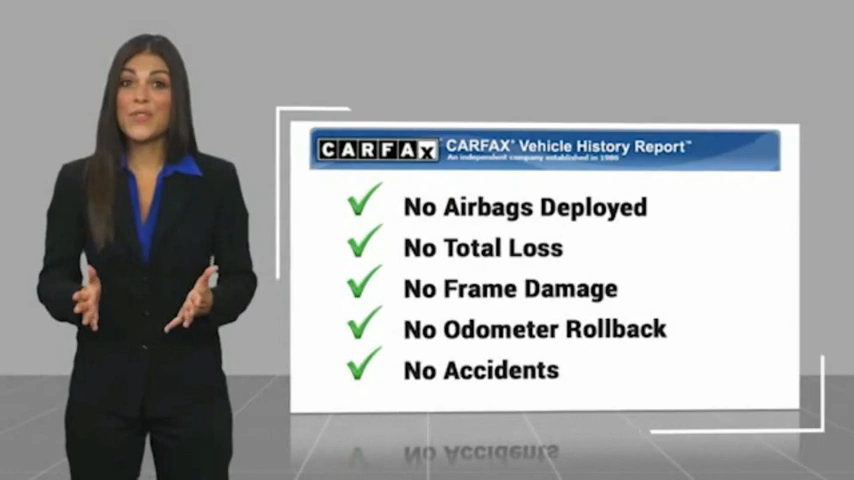 CARFAX CARFAX® Vehicle History Report™
An independent company established in 1986
No Airbags Deployed
No Total Loss
No Frame Damage
No Odometer Rollback
No Accidents
No Accidents